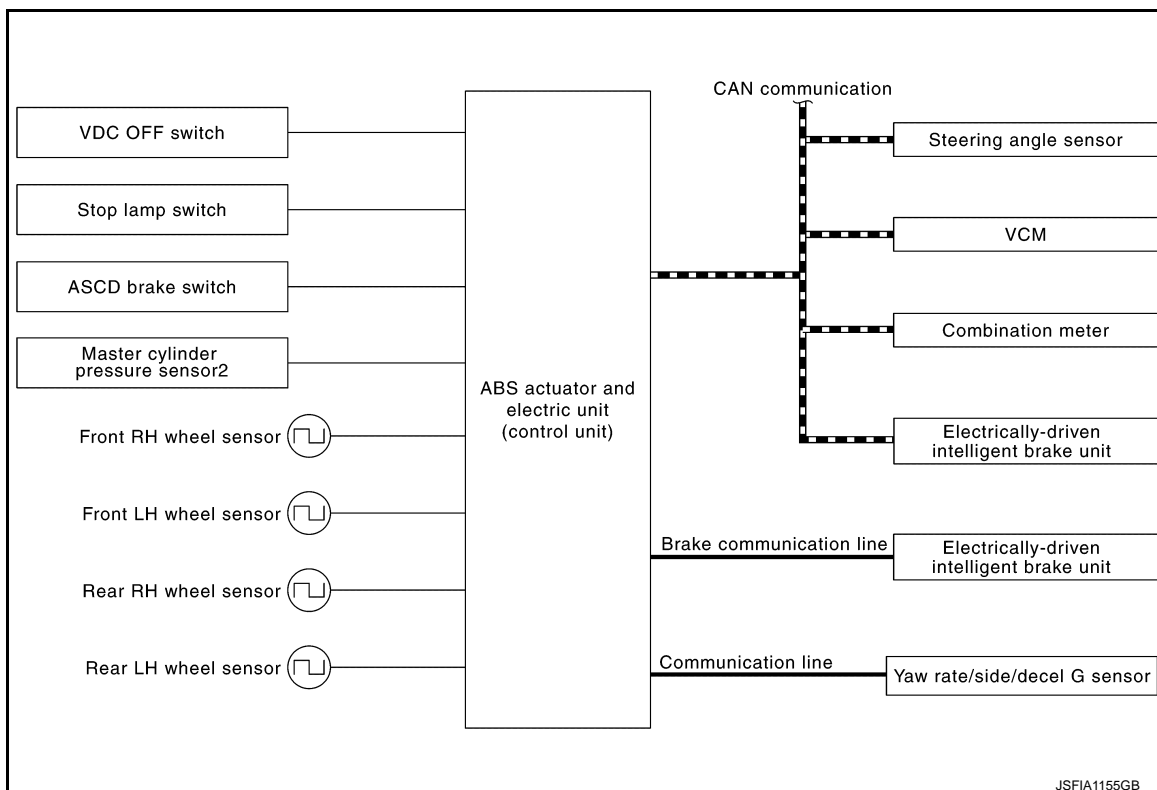 VDC OFF switch
Stop lamp switch
ASCD brake switch
Master cylinder
pressure sensor2
Front RH wheel sensor
Front LH wheel sensor
Rear RH wheel sensor
Rear LH wheel sensor
ABS actuator and
electric unit
(control unit)
CAN communication
Steering angle sensor
VCM
Combination meter
Electrically-driven
intelligent brake unit
Brake communication line
Electrically-driven
intelligent brake unit
Communication line
Yaw rate/side/decel G sensor
JSFIA1155GB